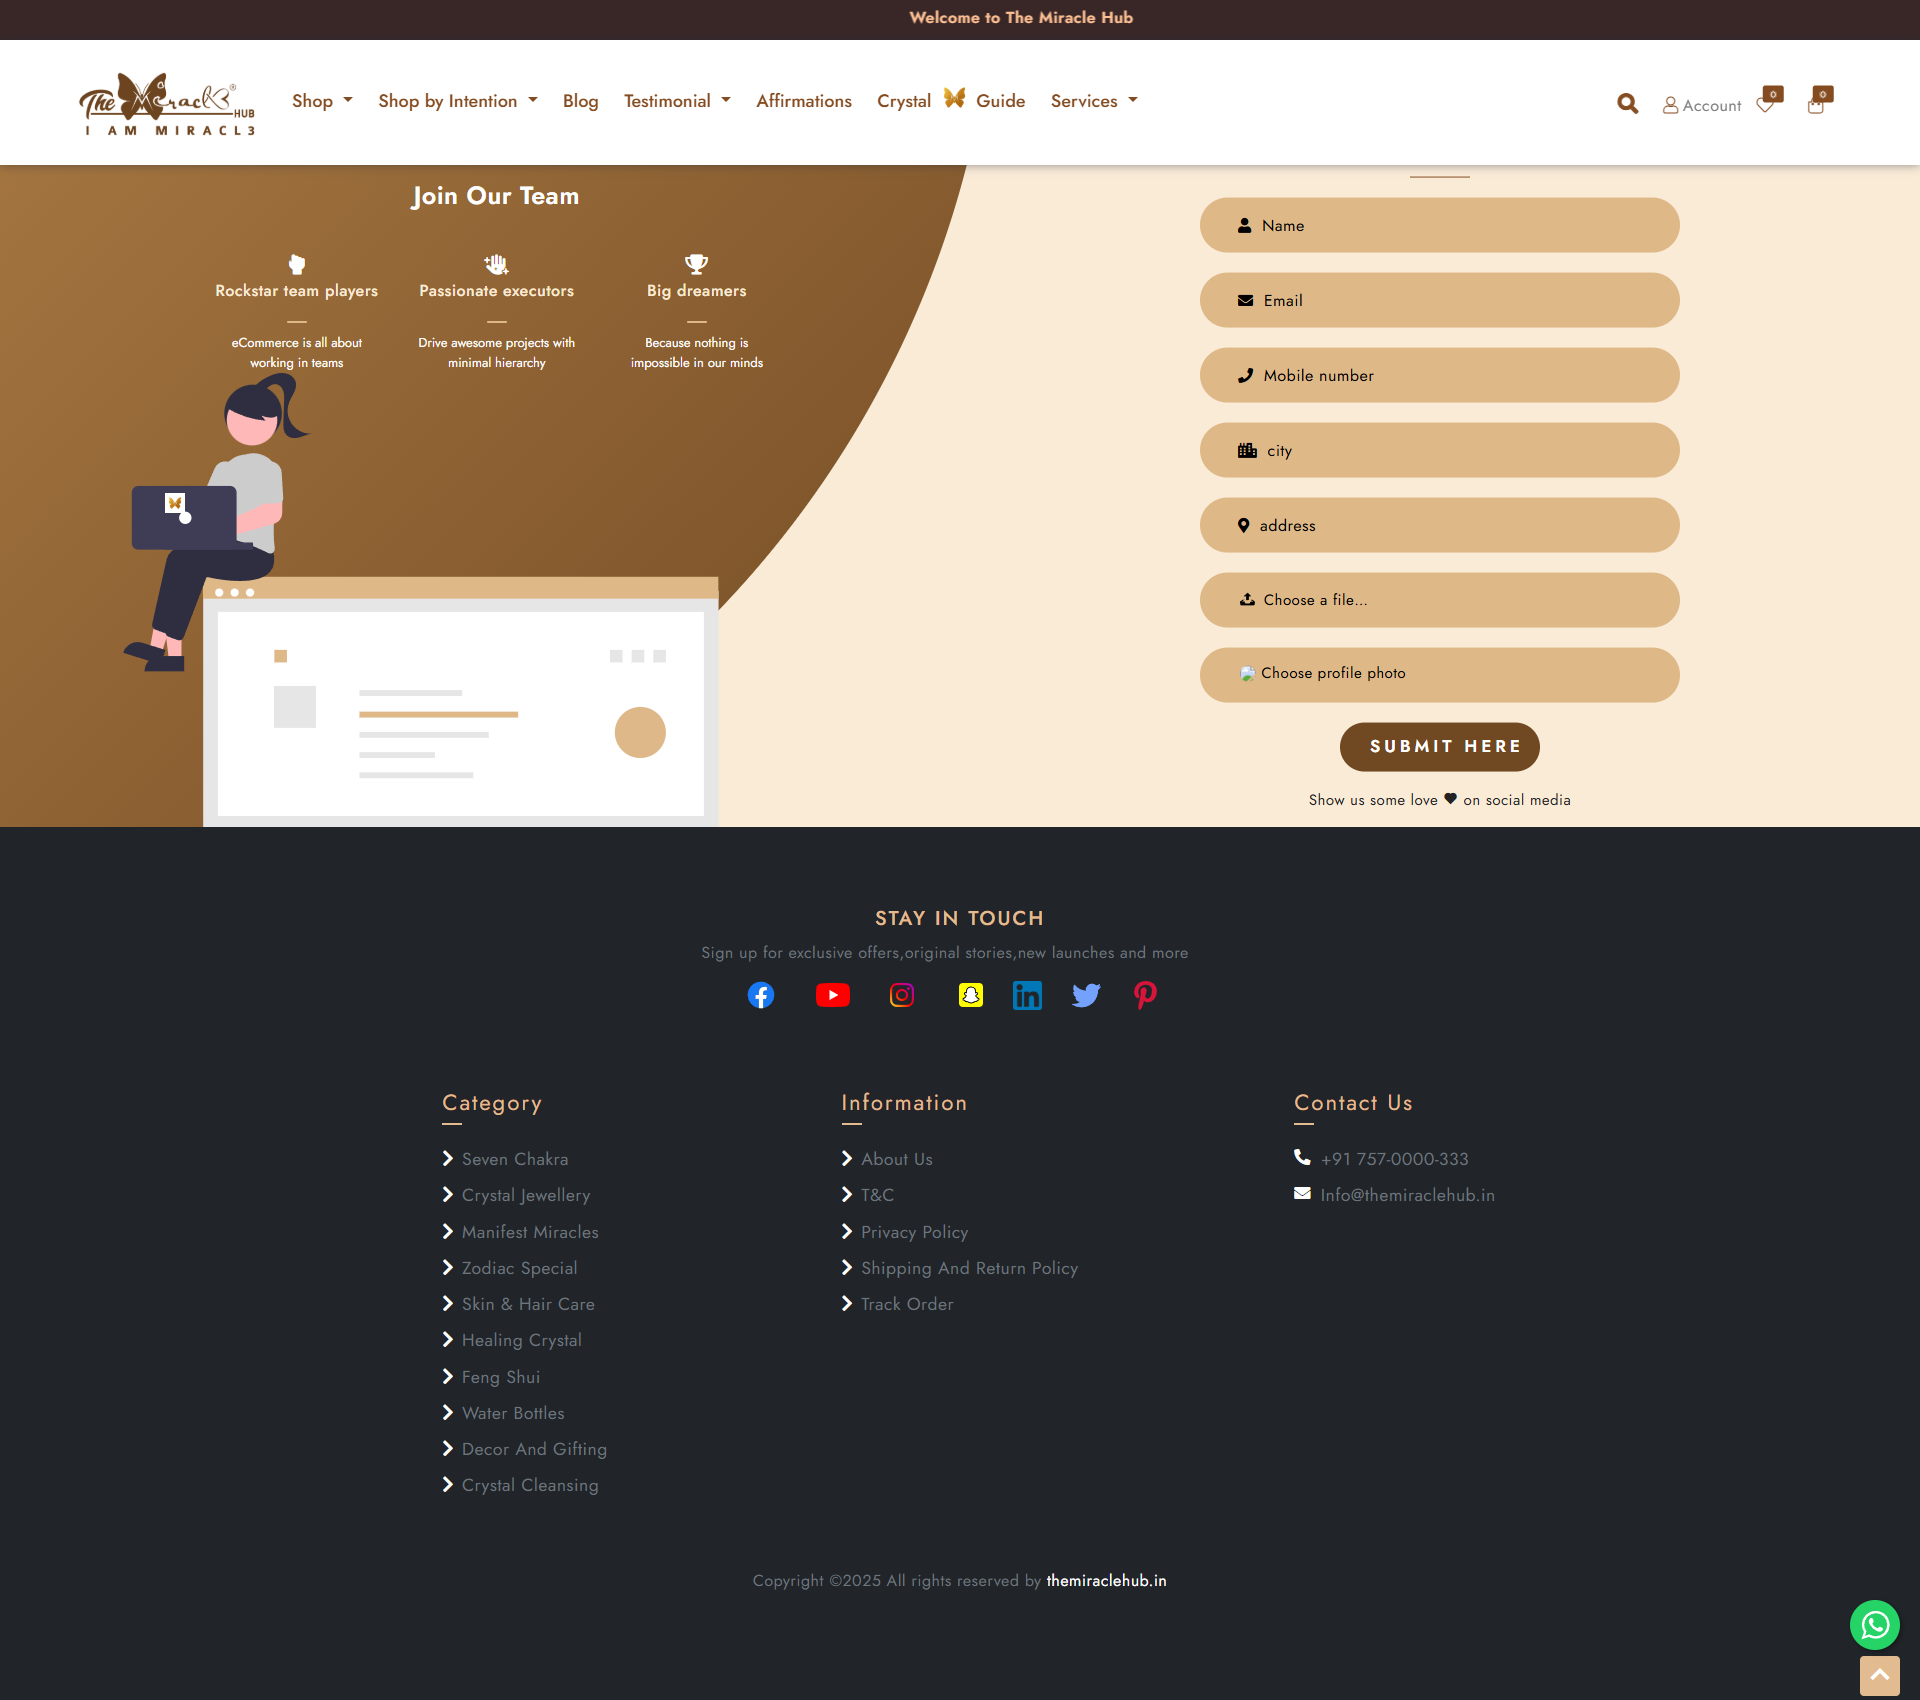 Welcome to The Miracle Hub
The Miracl3 HUB
I AM MIRACL3
Shop
Shop by Intention
Blog
Testimonial
Affirmations
Crystal Guide
Services
Account
0
0
Join Our Team
Rockstar team players
eCommerce is all about
working in teams
Passionate executors
Drive awesome projects with
minimal hierarchy
Big dreamers
Because nothing is
impossible in our minds
Name
Email
Mobile number
city
address
Choose a file...
Choose profile photo
SUBMIT HERE
Show us some love on social media
STAY IN TOUCH
Sign up for exclusive offers,original stories,new launches and more
Category
Seven Chakra
Crystal Jewellery
Manifest Miracles
Zodiac Special
Skin & Hair Care
Healing Crystal
Feng Shui
Water Bottles
Decor And Gifting
Crystal Cleansing
Information
About Us
T&C
Privacy Policy
Shipping And Return Policy
Track Order
Contact Us
+91 757-0000-333
Info@themiraclehub.in
Copyright ©2025 All rights reserved by themiraclehub.in